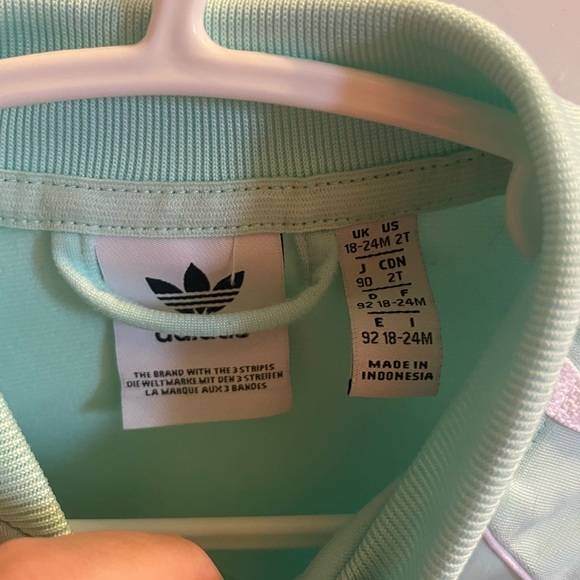 adidas
THE BRAND WITH THE 3 STRIPES
DIE WELTMARKE MIT DEN 3 STREIFEN
LA MARQUE AUX 3 BANDES
UK US
18-24M 2T
J CDN
90 2T
D F
92 18-24M
E I
92 18-24M
MADE IN
INDONESIA